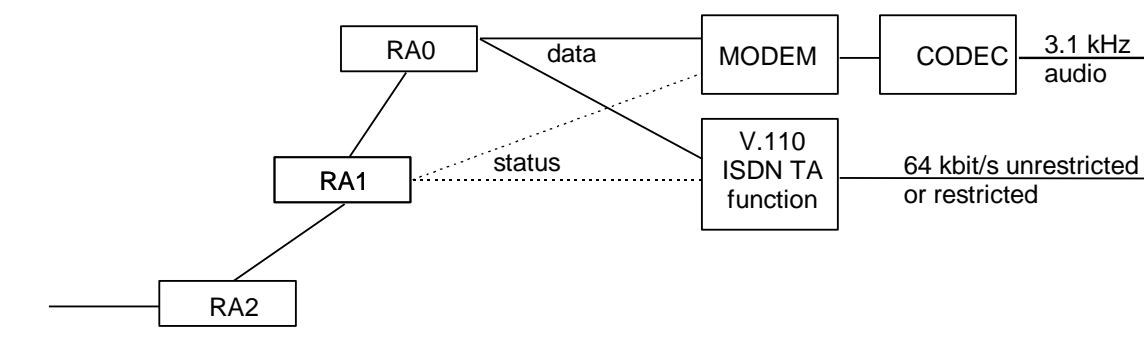 RA0
data
MODEM
CODEC
3.1 kHz
audio
RA1
status
V.110
ISDN TA
function
64 kbit/s unrestricted
or restricted
RA2